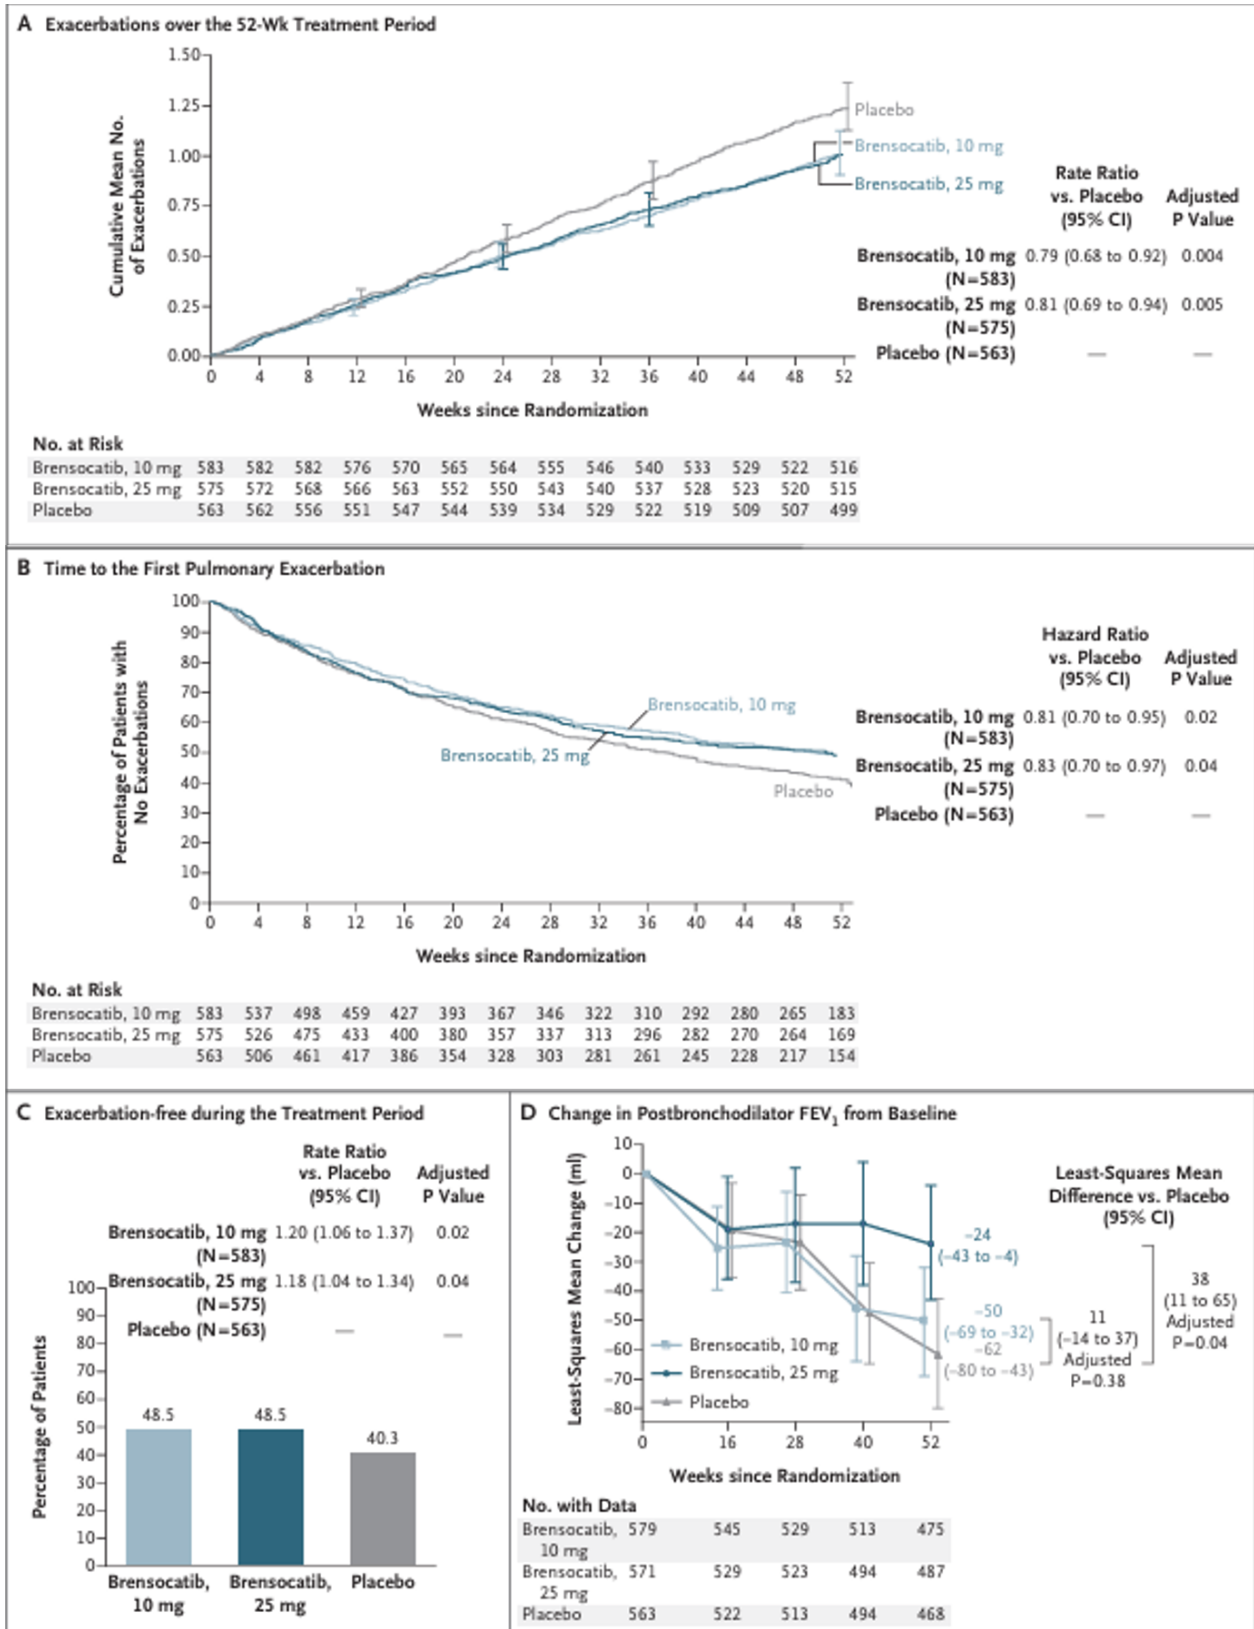 A Exacerbations over the 52-Wk Treatment Period
Cumulative Mean No.
of Exacerbations
1.50
1.25
1.00
0.75
0.50
0.25
0.00
0 4 8 12 16 20 24 28 32 36 40 44 48 52
Weeks since Randomization
Placebo
Brensocatib, 10 mg
Brensocatib, 25 mg
Rate Ratio
vs. Placebo
(95% CI)
Adjusted
P Value
Brensocatib, 10 mg 0.79 (0.68 to 0.92) 0.004
(N=583)
Brensocatib, 25 mg 0.81 (0.69 to 0.94) 0.005
(N=575)
Placebo (N=563) — —
No. at Risk
Brensocatib, 10 mg 583 582 582 576 570 565 564 555 546 540 533 529 522 516
Brensocatib, 25 mg 575 572 568 566 563 552 550 543 540 537 528 523 520 515
Placebo 563 562 556 551 547 544 539 534 529 522 519 509 507 499
B Time to the First Pulmonary Exacerbation
Percentage of Patients with
No Exacerbations
100
90
80
70
60
50
40
30
20
10
0
0 4 8 12 16 20 24 28 32 36 40 44 48 52
Weeks since Randomization
Brensocatib, 10 mg
Brensocatib, 25 mg
Placebo
Hazard Ratio
vs. Placebo
(95% CI)
Adjusted
P Value
Brensocatib, 10 mg 0.81 (0.70 to 0.95) 0.02
(N=583)
Brensocatib, 25 mg 0.83 (0.70 to 0.97) 0.04
(N=575)
Placebo (N=563) — —
No. at Risk
Brensocatib, 10 mg 583 537 498 459 427 393 367 346 322 310 292 280 265 183
Brensocatib, 25 mg 575 526 475 433 400 380 357 337 313 296 282 270 264 169
Placebo 563 506 461 417 386 354 328 303 281 261 245 228 217 154
C Exacerbation-free during the Treatment Period
Rate Ratio
vs. Placebo
(95% CI)
Adjusted
P Value
Brensocatib, 10 mg 1.20 (1.06 to 1.37) 0.02
(N=583)
Brensocatib, 25 mg 1.18 (1.04 to 1.34) 0.04
(N=575)
Placebo (N=563) — —
Percentage of Patients
100
90
80
70
60
50
40
30
20
10
0
48.5 48.5 40.3
Brensocatib,
10 mg
Brensocatib,
25 mg
Placebo
D Change in Postbronchodilator FEV1 from Baseline
Least-Squares Mean Change (ml)
10
0
−10
−20
−30
−40
−50
−60
−70
−80
0 16 28 40 52
Weeks since Randomization
Brensocatib, 10 mg
Brensocatib, 25 mg
Placebo
−24
(−43 to −4)
−50
(−69 to −32)
−62
(−80 to −43)
Least-Squares Mean
Difference vs. Placebo
(95% CI)
11
(−14 to 37)
Adjusted
P=0.38
38
(11 to 65)
Adjusted
P=0.04
No. with Data
Brensocatib, 579 545 529 513 475
10 mg
Brensocatib, 571 529 523 494 487
25 mg
Placebo 563 522 513 494 468